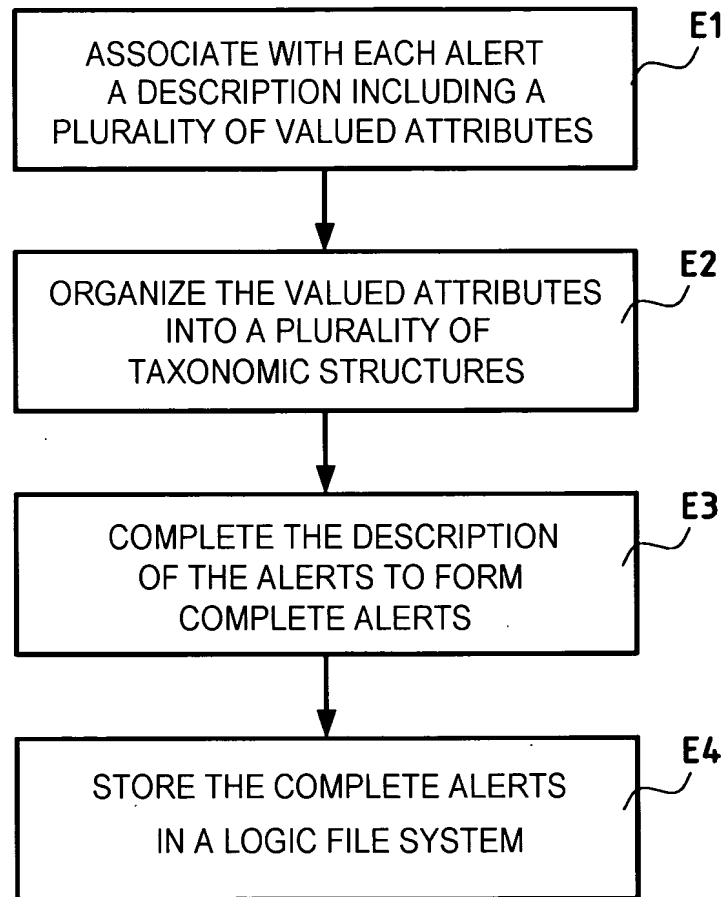 E1
ASSOCIATE WITH EACH ALERT
A DESCRIPTION INCLUDING A
PLURALITY OF VALUED ATTRIBUTES
E2
ORGANIZE THE VALUED ATTRIBUTES
INTO A PLURALITY OF
TAXONOMIC STRUCTURES
E3
COMPLETE THE DESCRIPTION
OF THE ALERTS TO FORM
COMPLETE ALERTS
E4
STORE THE COMPLETE ALERTS
IN A LOGIC FILE SYSTEM